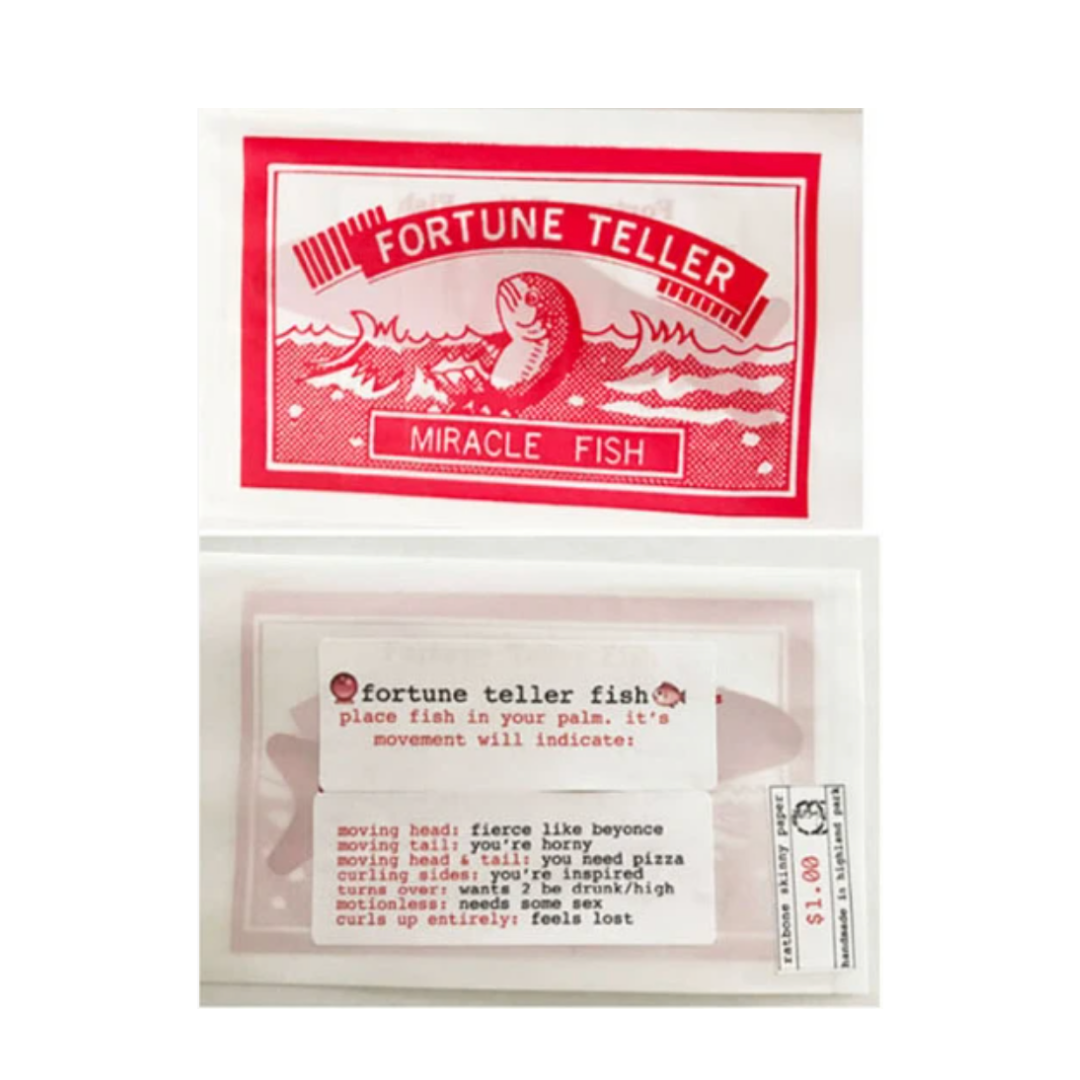 FORTUNE TELLER
MIRACLE FISH
fortune teller fish
place fish in your palm. it's
movement will indicate:
moving head: fierce like beyonce
moving tail: you're horny
moving head & tail: you need pizza
curling sides: you're inspired
turns over: wants 2 be drunk/high
motionless: needs some sex
curls up entirely: feels lost
ratbone skinny paper
$1.00
handmade in highland park